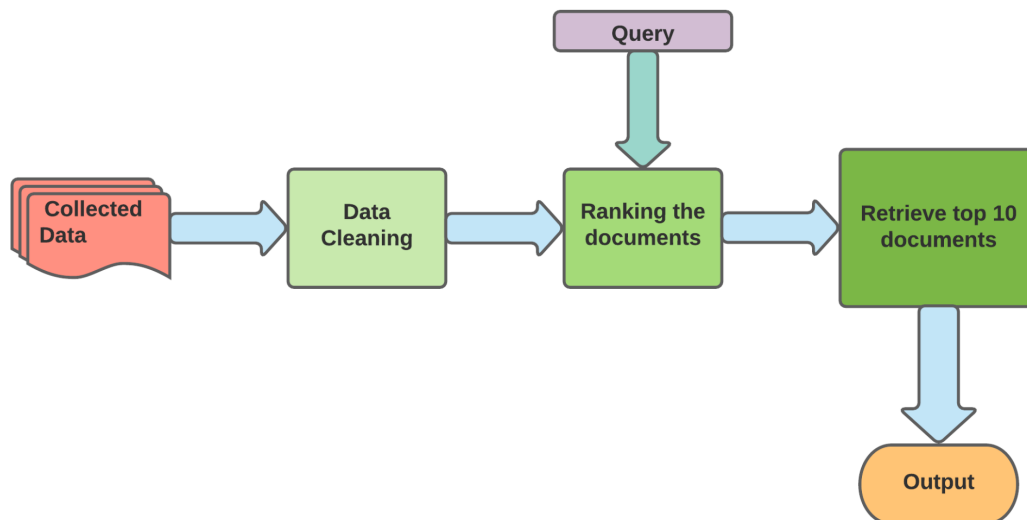 Query
Collected
Data
Data
Cleaning
Ranking the
documents
Retrieve top 10
documents
Output